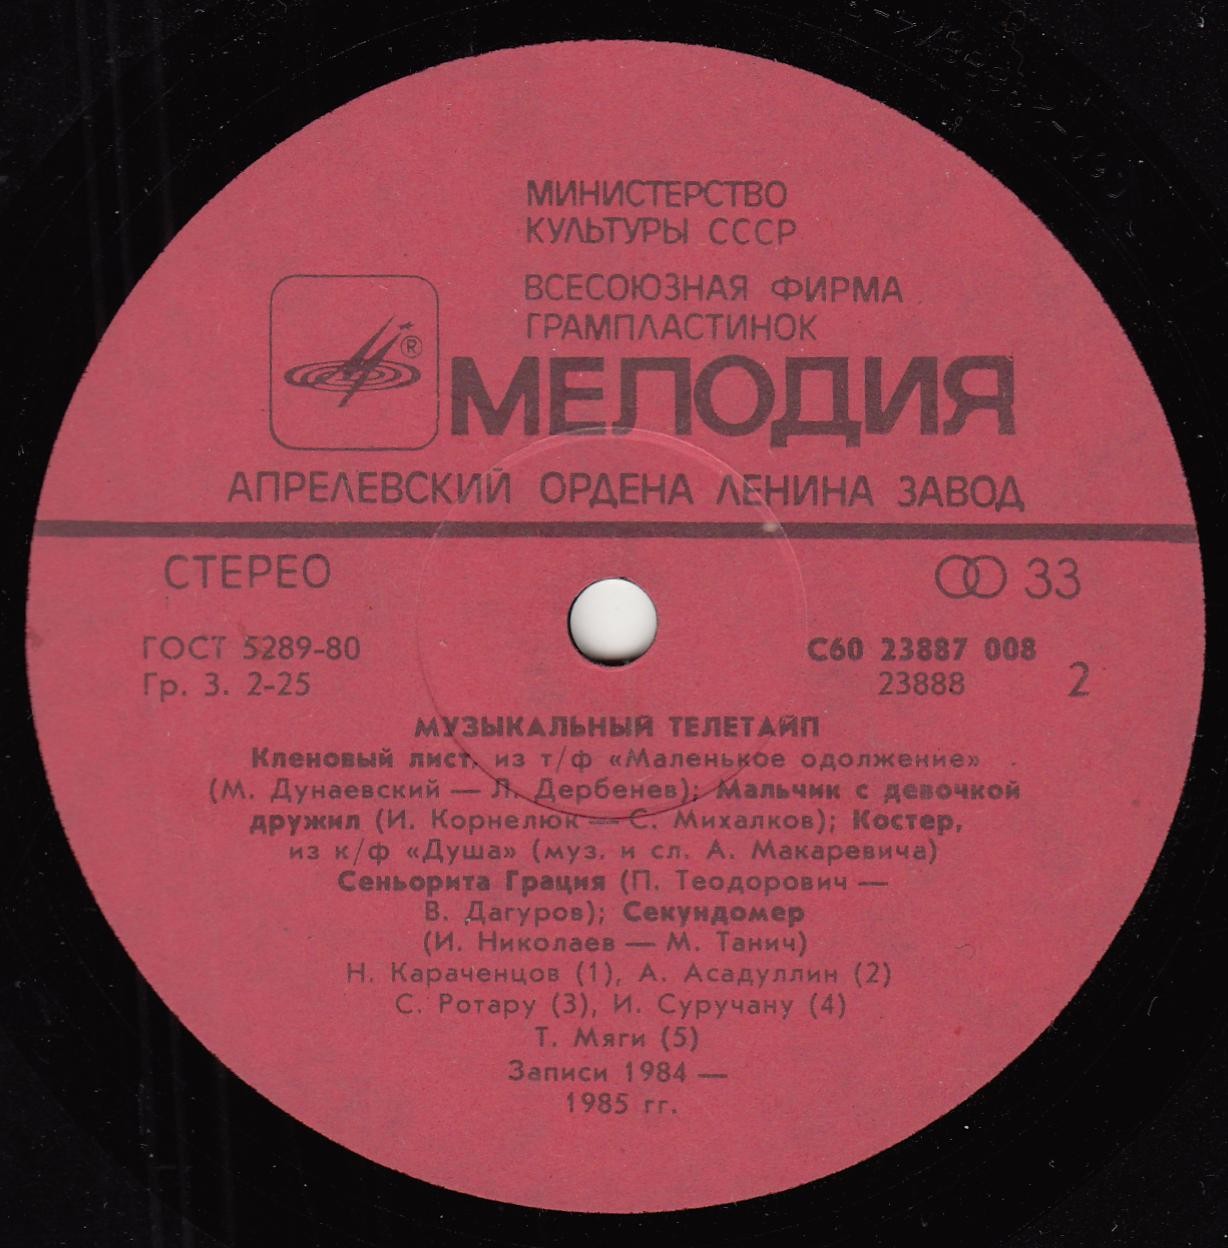 МИНИСТЕРСТВО
КУЛЬТУРЫ СССР
ВСЕСОЮЗНАЯ ФИРМА
ГРАМПЛАСТИНОК
®
МЕЛОДИЯ
АПРЕЛЕВСКИЙ ОРДЕНА ЛЕНИНА ЗАВОД
СТЕРЕО
33
ГОСТ 5289-80
С60 23887 008
Гр. 3. 2-25
23888
2
МУЗЫКАЛЬНЫЙ ТЕЛЕТАЙП
Кленовый лист, из т/ф «Маленькое одолжение»
(М. Дунаевский — Л. Дербенев); Мальчик с девочкой
дружил (И. Корнелюк — С. Михалков); Костер,
из к/ф «Душа» (муз. и сл. А. Макаревича)
Сеньорита Грация (П. Теодорович —
В. Дагуров); Секундомер
(И. Николаев — М. Танич)
Н. Караченцов (1), А. Асадуллин (2)
С. Ротару (3), И. Суручану (4)
Т. Мяги (5)
Записи 1984 —
1985 гг.